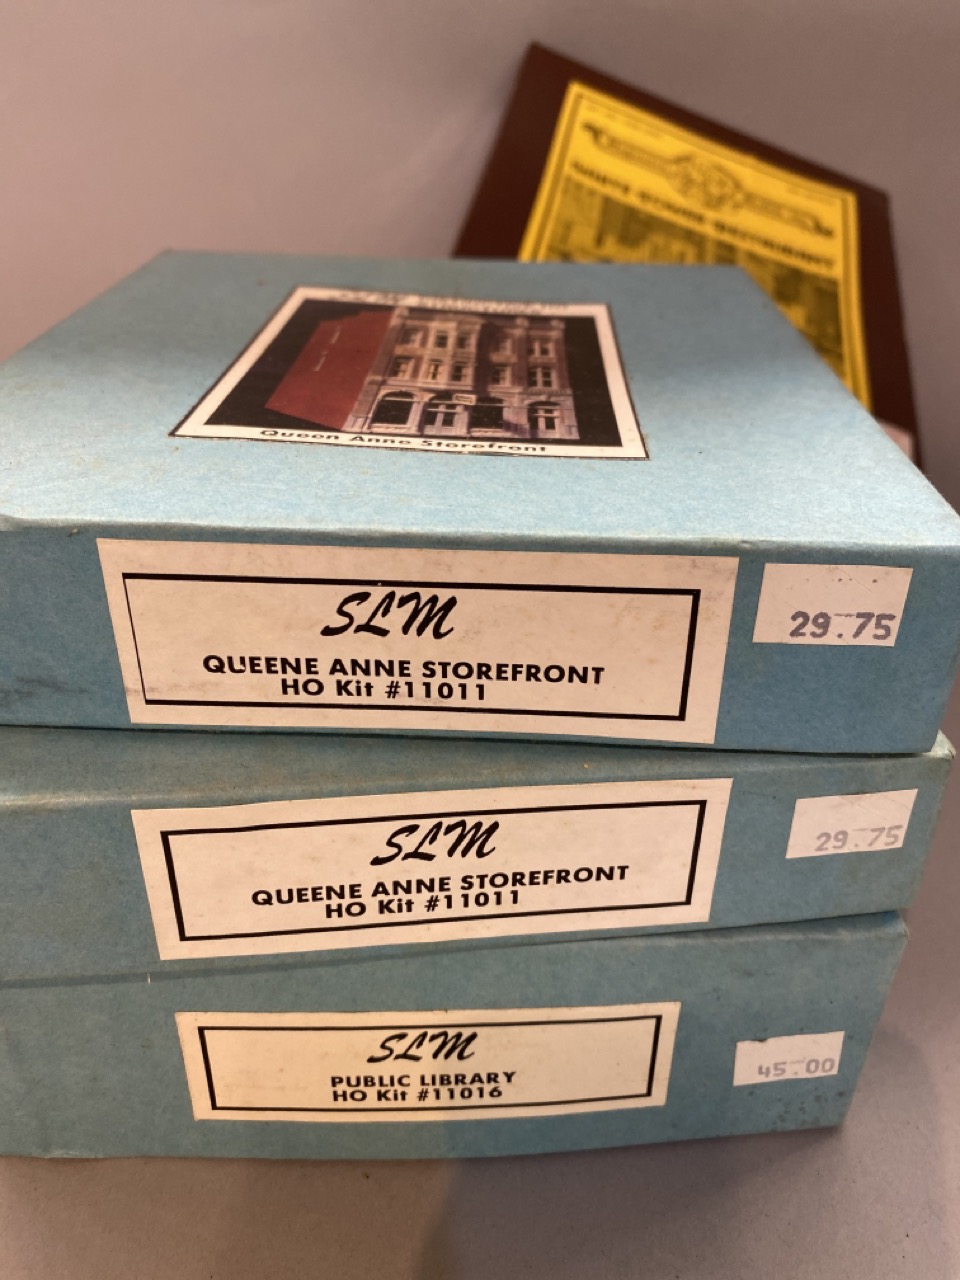 Queen Anne Storefront
SLM
QUEENE ANNE STOREFRONT
HO Kit #11011
29.75
SLM
QUEENE ANNE STOREFRONT
HO Kit #11011
29.75
SLM
PUBLIC LIBRARY
HO Kit #11016
45.00